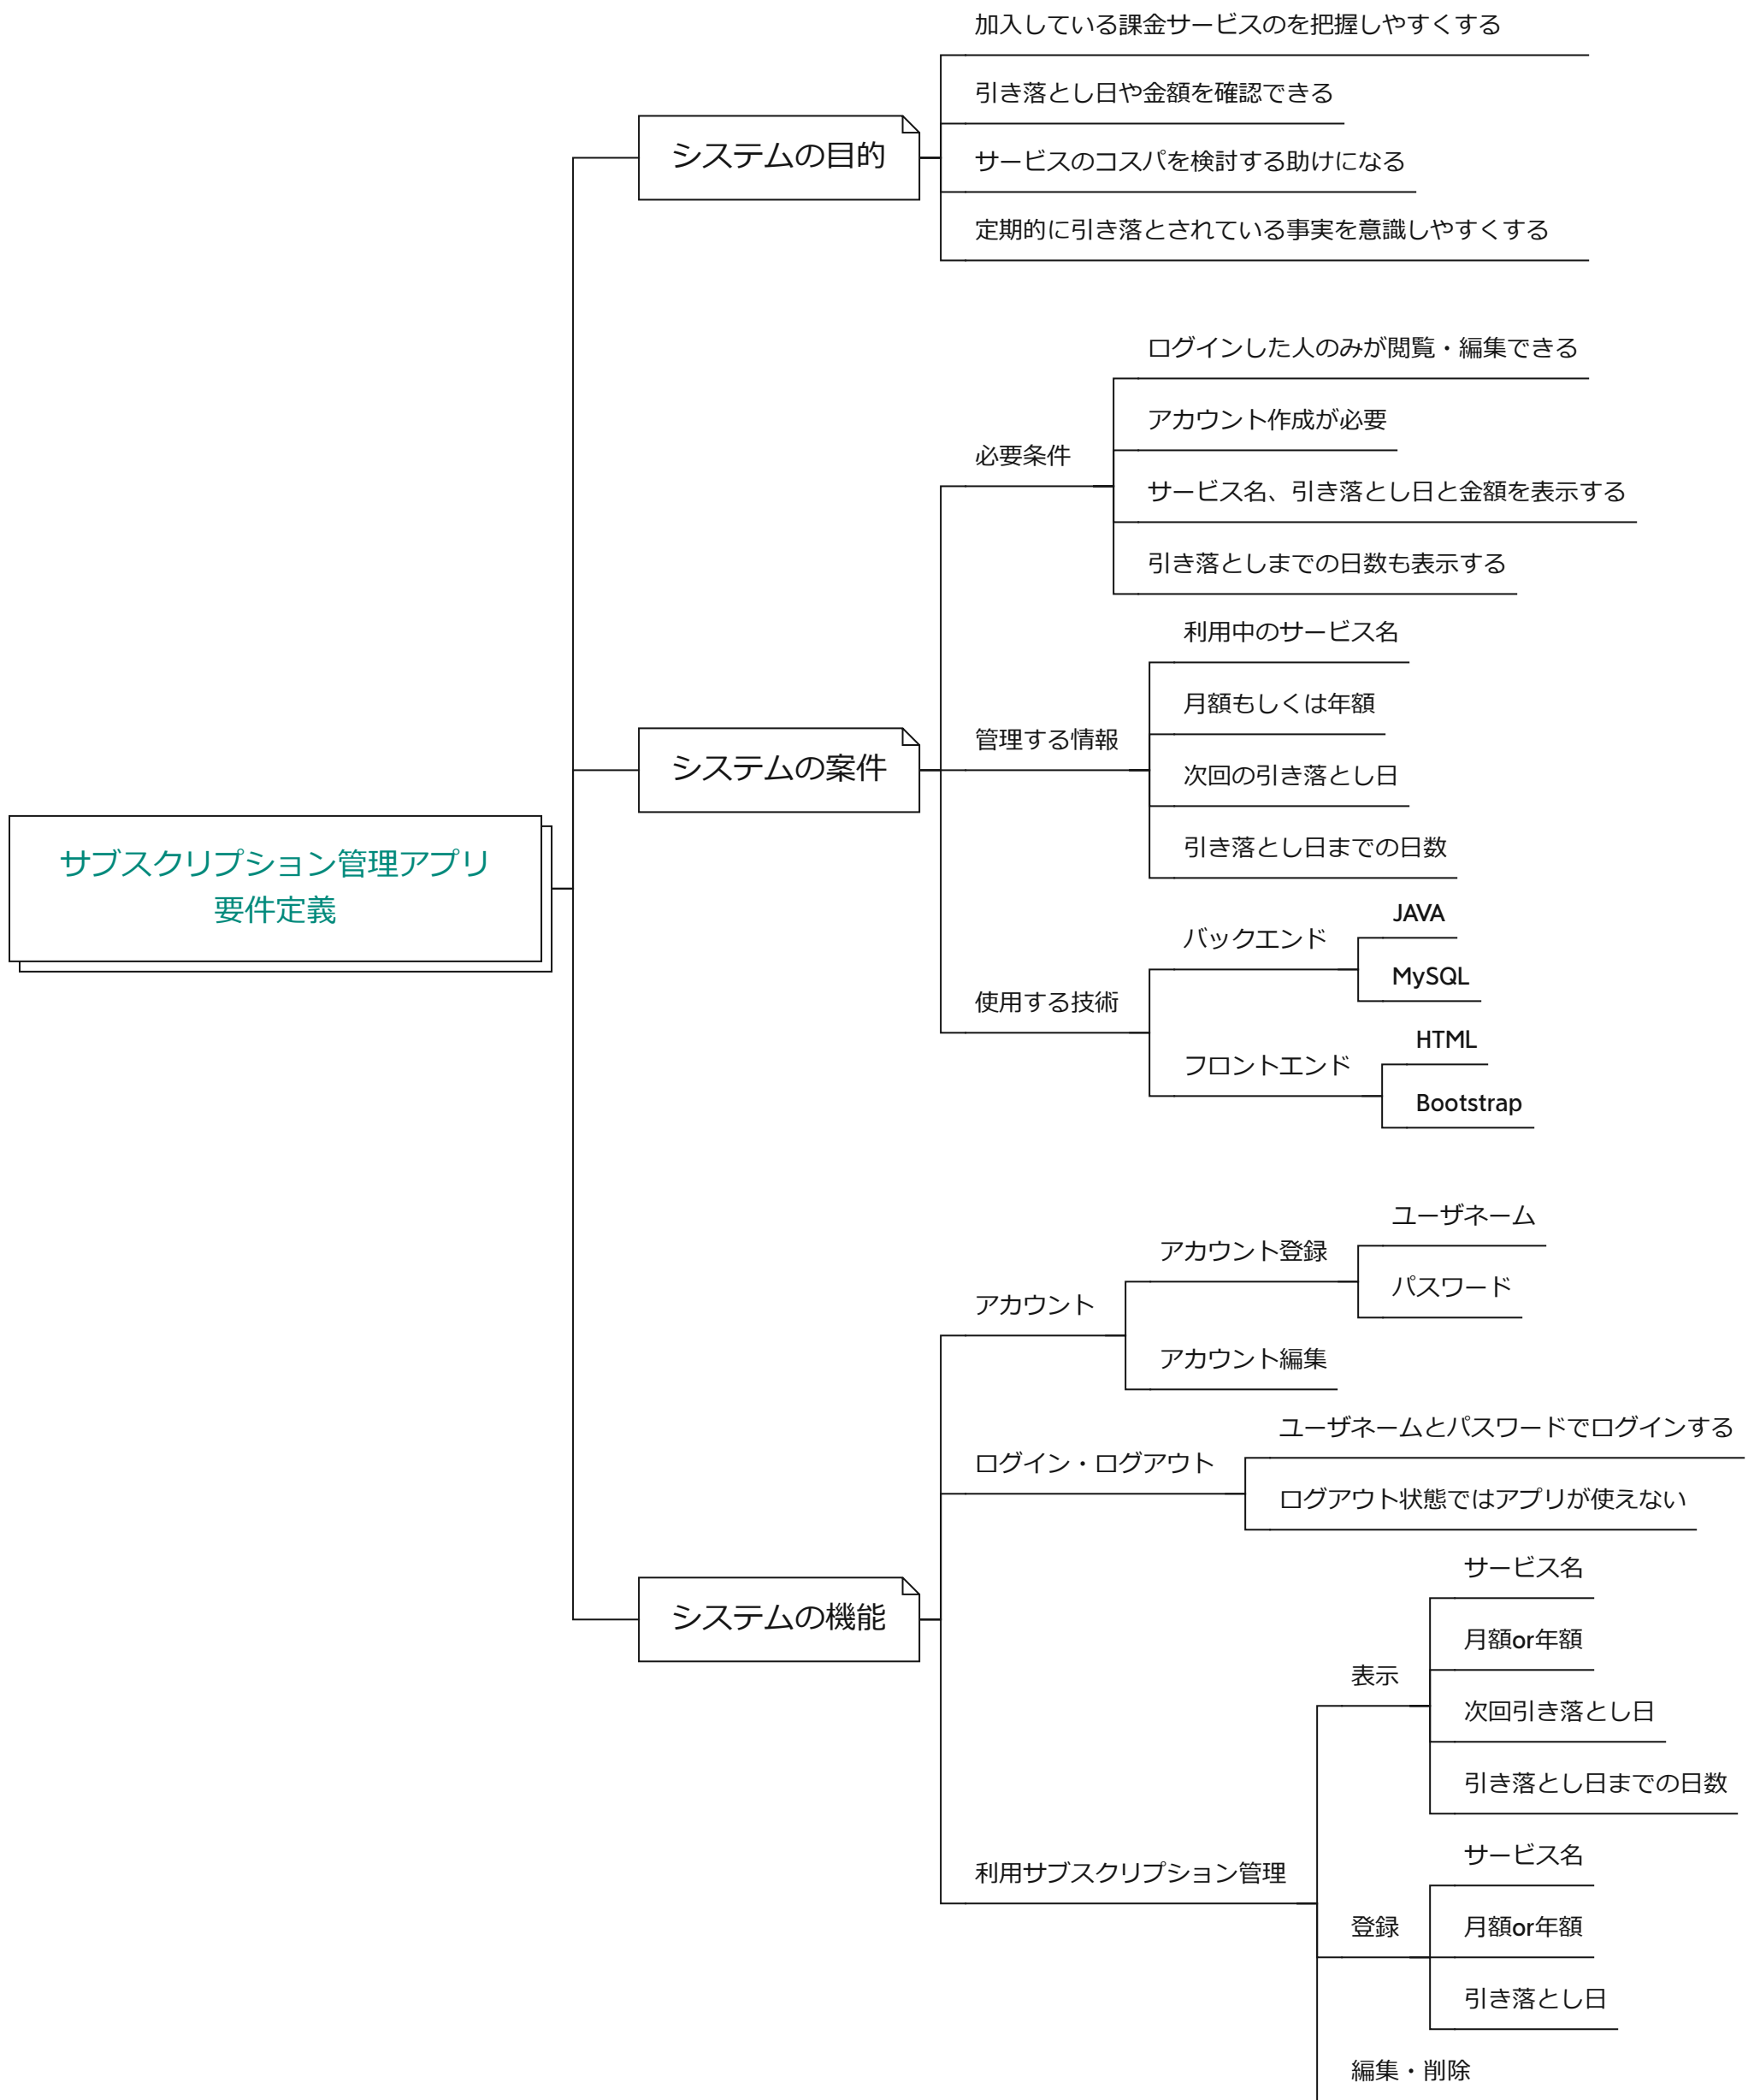 サブスクリプション管理アプリ
要件定義
システムの目的
加入している課金サービスのを把握しやすくする
引き落とし日や金額を確認できる
サービスのコスパを検討する助けになる
定期的に引き落とされている事実を意識しやすくする
システムの案件
必要条件
ログインした人のみが閲覧・編集できる
アカウント作成が必要
サービス名、引き落とし日と金額を表示する
引き落としまでの日数も表示する
管理する情報
利用中のサービス名
月額もしくは年額
次回の引き落とし日
引き落とし日までの日数
使用する技術
バックエンド
JAVA
MySQL
フロントエンド
HTML
Bootstrap
システムの機能
アカウント
アカウント登録
ユーザネーム
パスワード
アカウント編集
ログイン・ログアウト
ユーザネームとパスワードでログインする
ログアウト状態ではアプリが使えない
利用サブスクリプション管理
表示
サービス名
月額or年額
次回引き落とし日
引き落とし日までの日数
登録
サービス名
月額or年額
引き落とし日
編集・削除